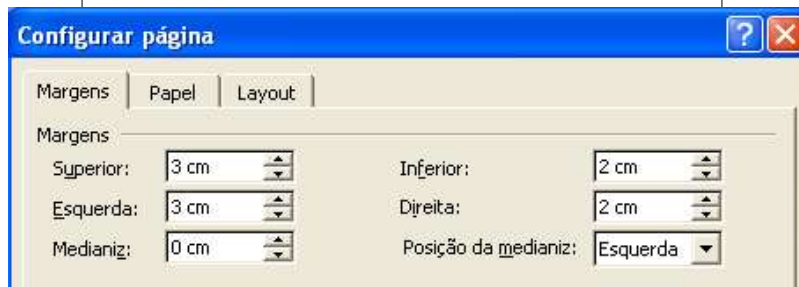 Configurar página
Margens Papel Layout
Margens
Superior: 3 cm Inferior: 2 cm
Esquerda: 3 cm Direita: 2 cm
Medianiz: 0 cm Posição da medianiz: Esquerda